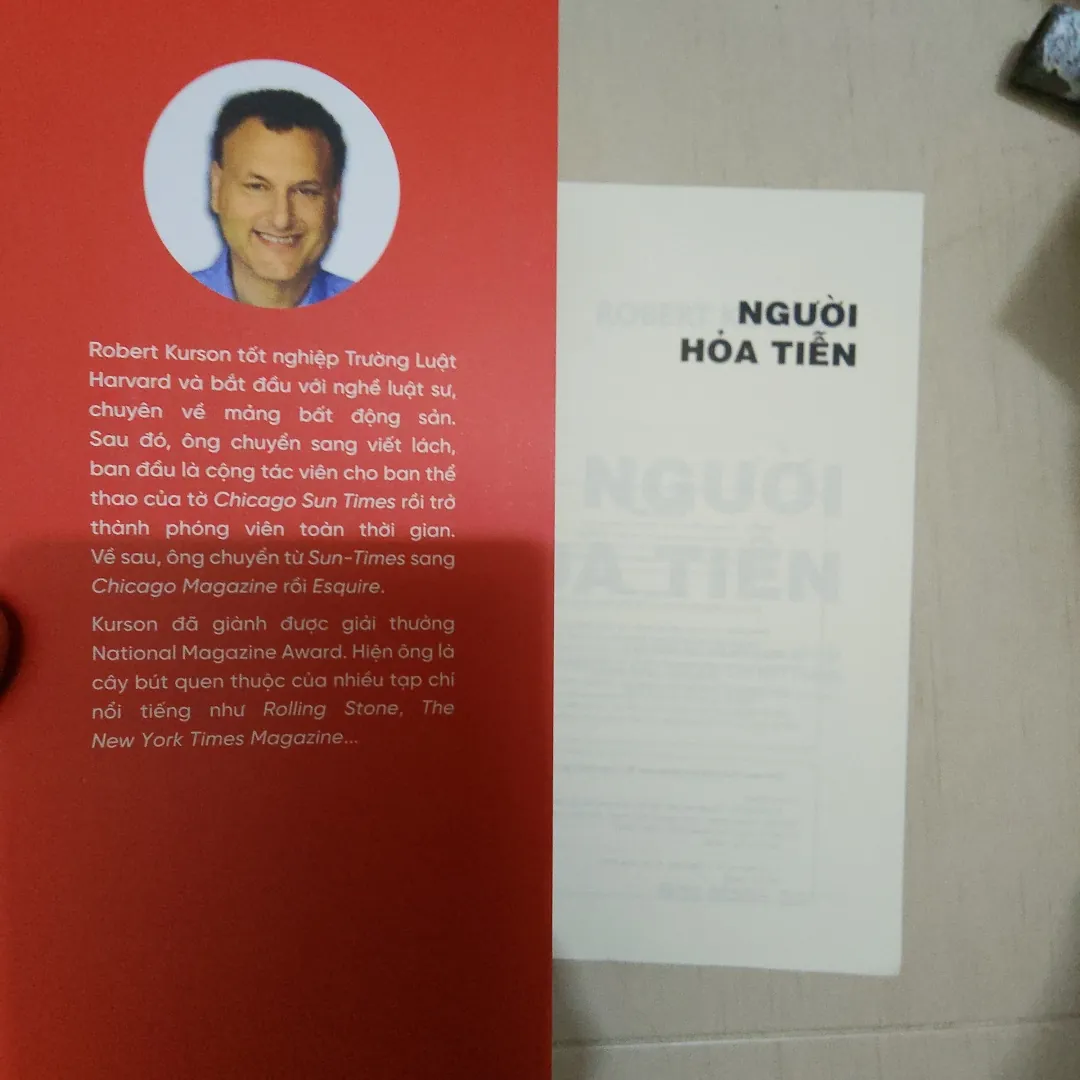 Robert Kurson tốt nghiệp Trường Luật
Harvard và bắt đầu với nghề luật sư,
chuyên về mảng bất động sản.
Sau đó, ông chuyển sang viết lách,
ban đầu là cộng tác viên cho ban thể
thao của tờ Chicago Sun Times rồi trở
thành phóng viên toàn thời gian.
Về sau, ông chuyển từ Sun-Times sang
Chicago Magazine rồi Esquire.
Kurson đã giành được giải thưởng
National Magazine Award. Hiện ông là
cây bút quen thuộc của nhiều tạp chí
nổi tiếng như Rolling Stone, The
New York Times Magazine...
NGƯỜI
HỎA TIỄN
ROBERT
NGƯỜI
TIỄN